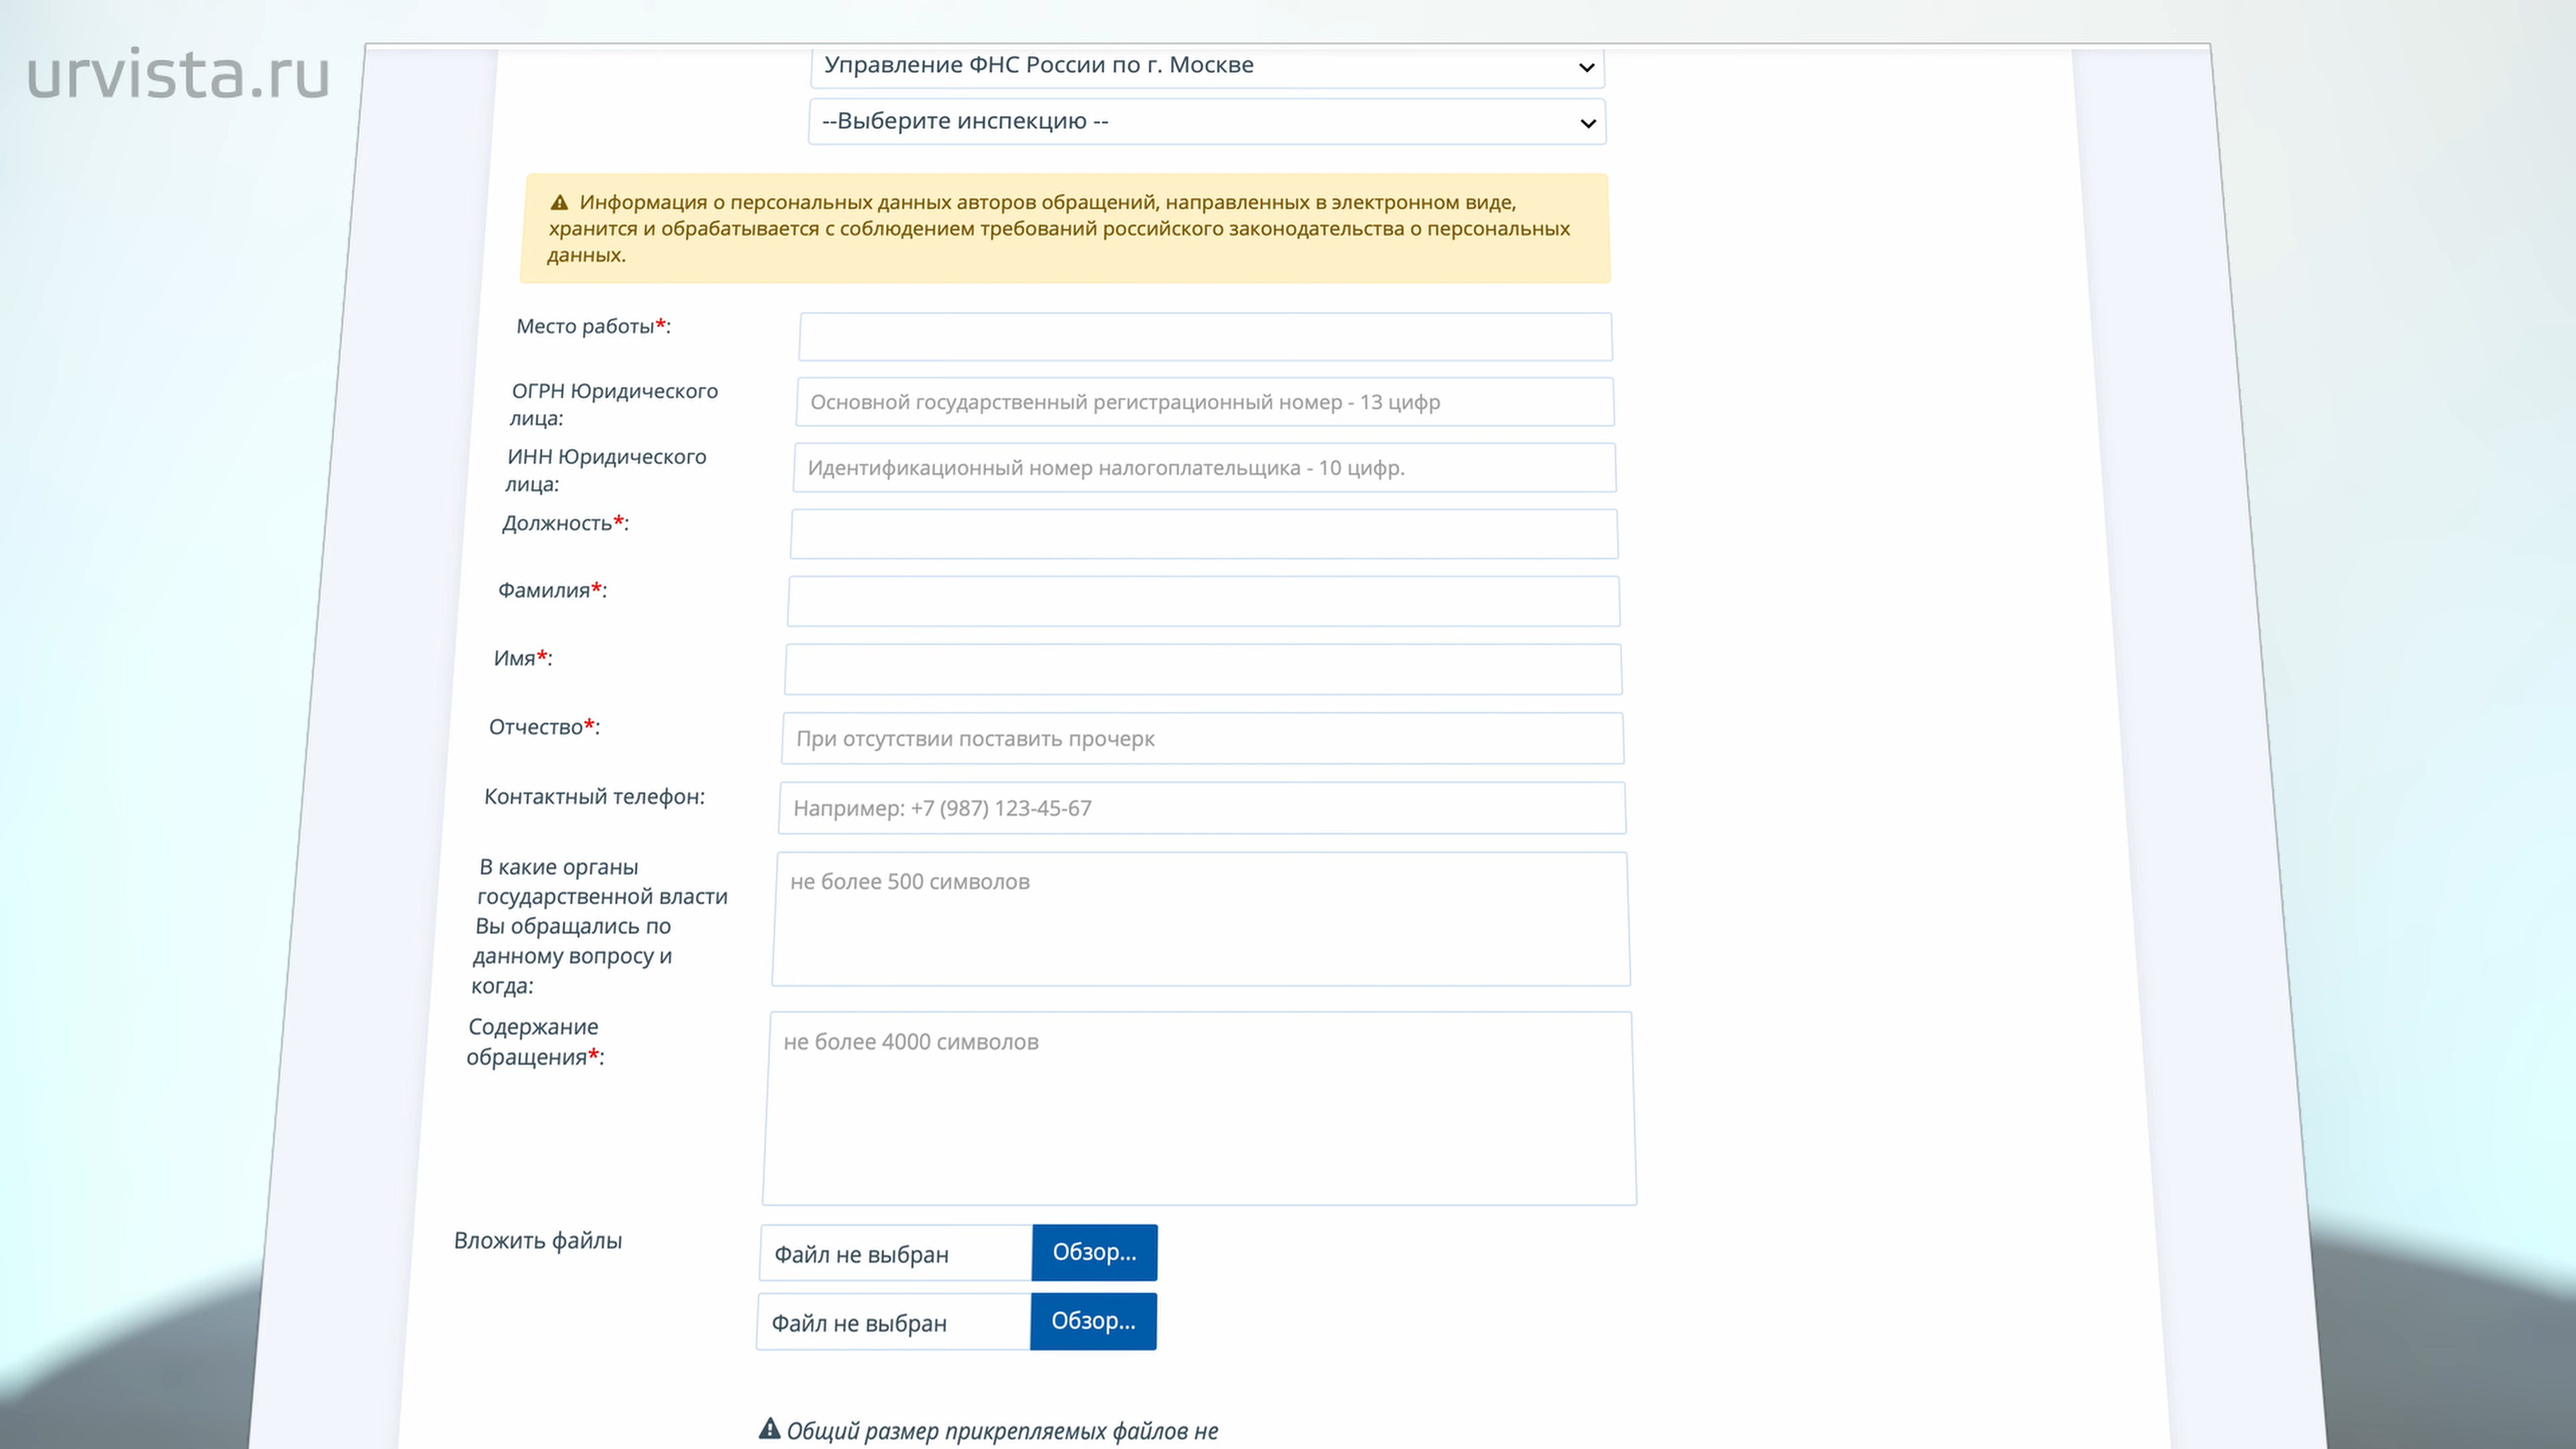 urvista.ru
Управление ФНС России по г. Москве
--Выберите инспекцию --
Информация о персональных данных авторов обращений, направленных в электронном виде,
хранится и обрабатывается с соблюдением требований российского законодательства о персональных
данных.
Место работы*:
ОГРН Юридического
лица:
Основной государственный регистрационный номер - 13 цифр
ИНН Юридического
лица:
Идентификационный номер налогоплательщика - 10 цифр.
Должность*:
Фамилия*:
Имя*:
Отчество*:
При отсутствии поставить прочерк
Контактный телефон:
Например: +7 (987) 123-45-67
В какие органы
государственной власти
Вы обращались по
данному вопросу и
когда:
не более 500 символов
Содержание
обращения*:
не более 4000 символов
Вложить файлы
Файл не выбран
Обзор...
Файл не выбран
Обзор...
Общий размер прикрепляемых файлов не